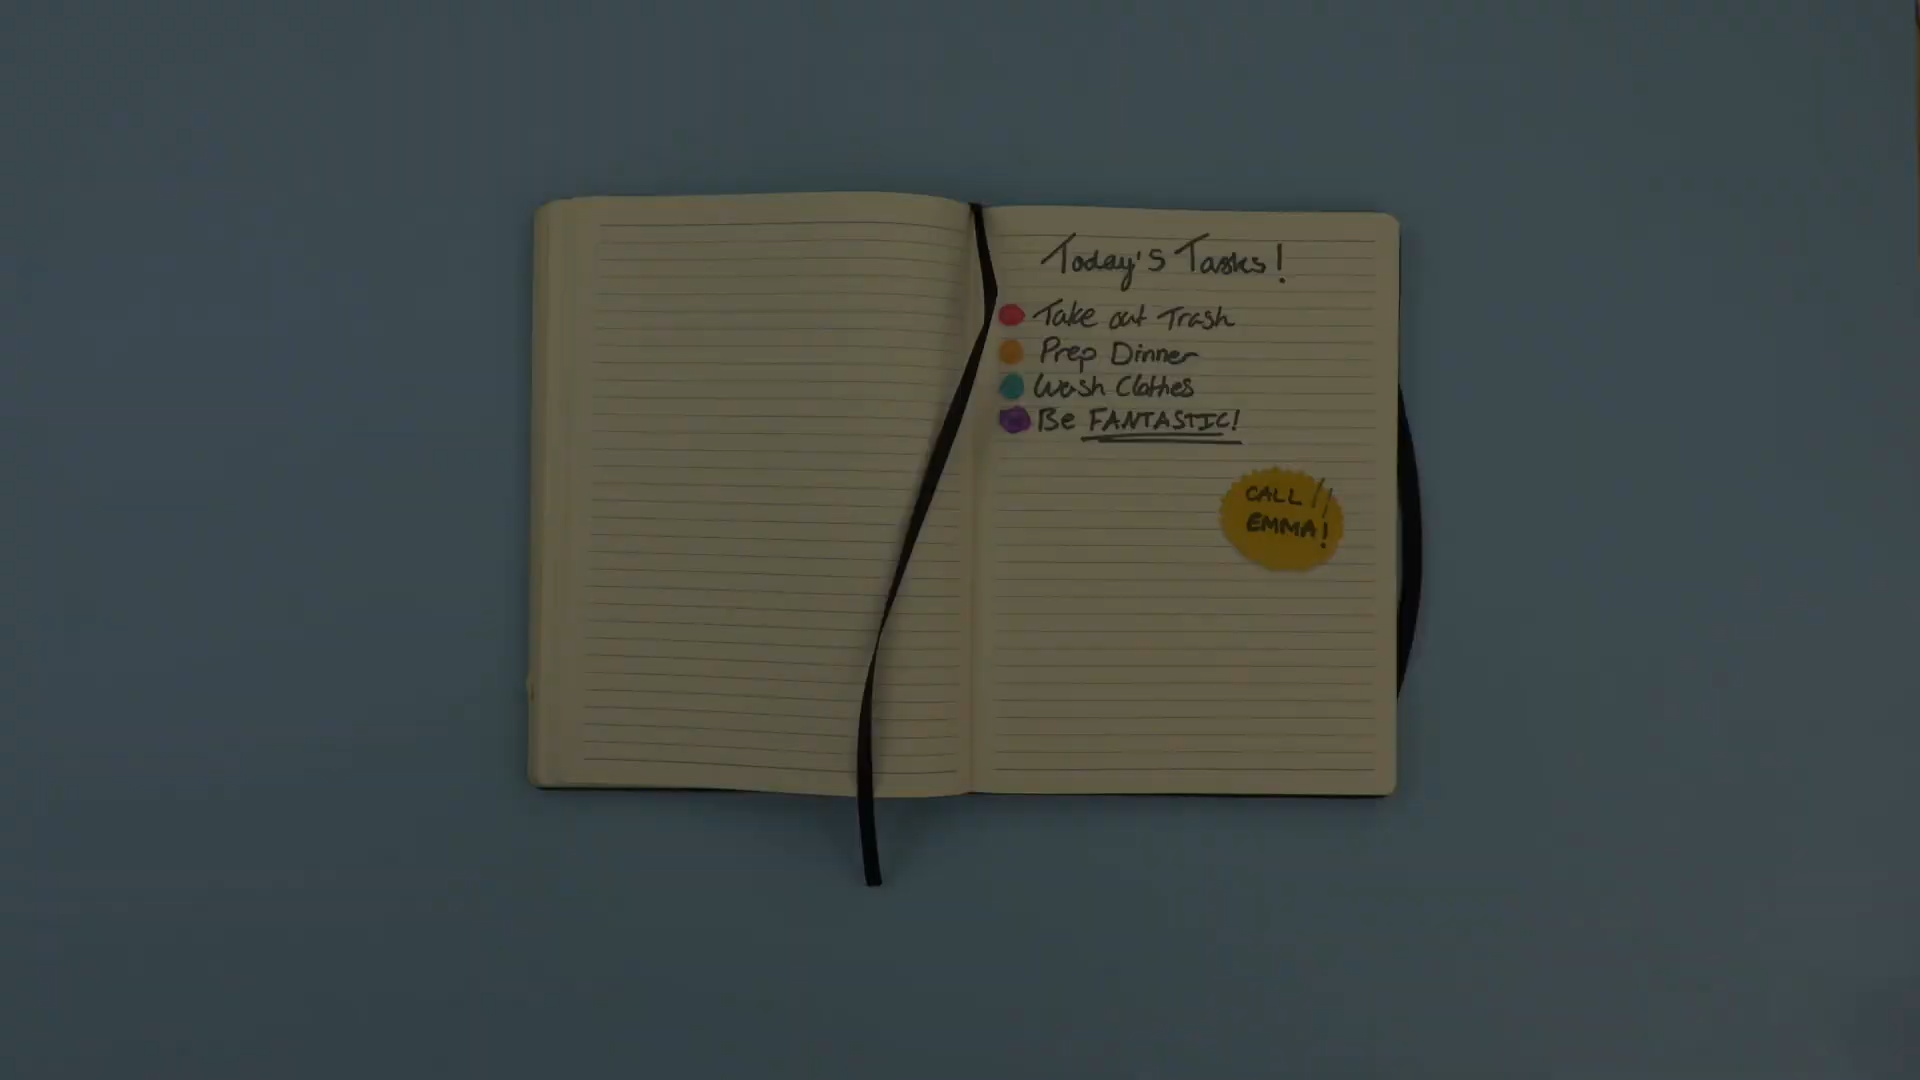 Today's Tasks!
Take out Trash
Prep Dinner
Wash Clothes
Be FANTASTIC!
CALL
EMMA!